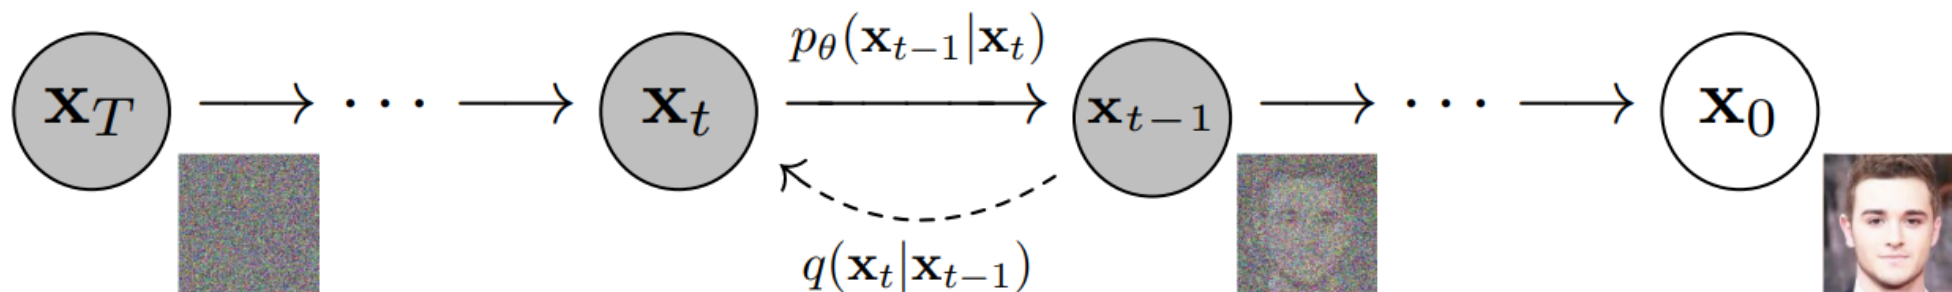 p_θ(x_{t−1}|x_t)
x_T → ··· → x_t → x_{t−1} → ··· → x_0
q(x_t|x_{t−1})